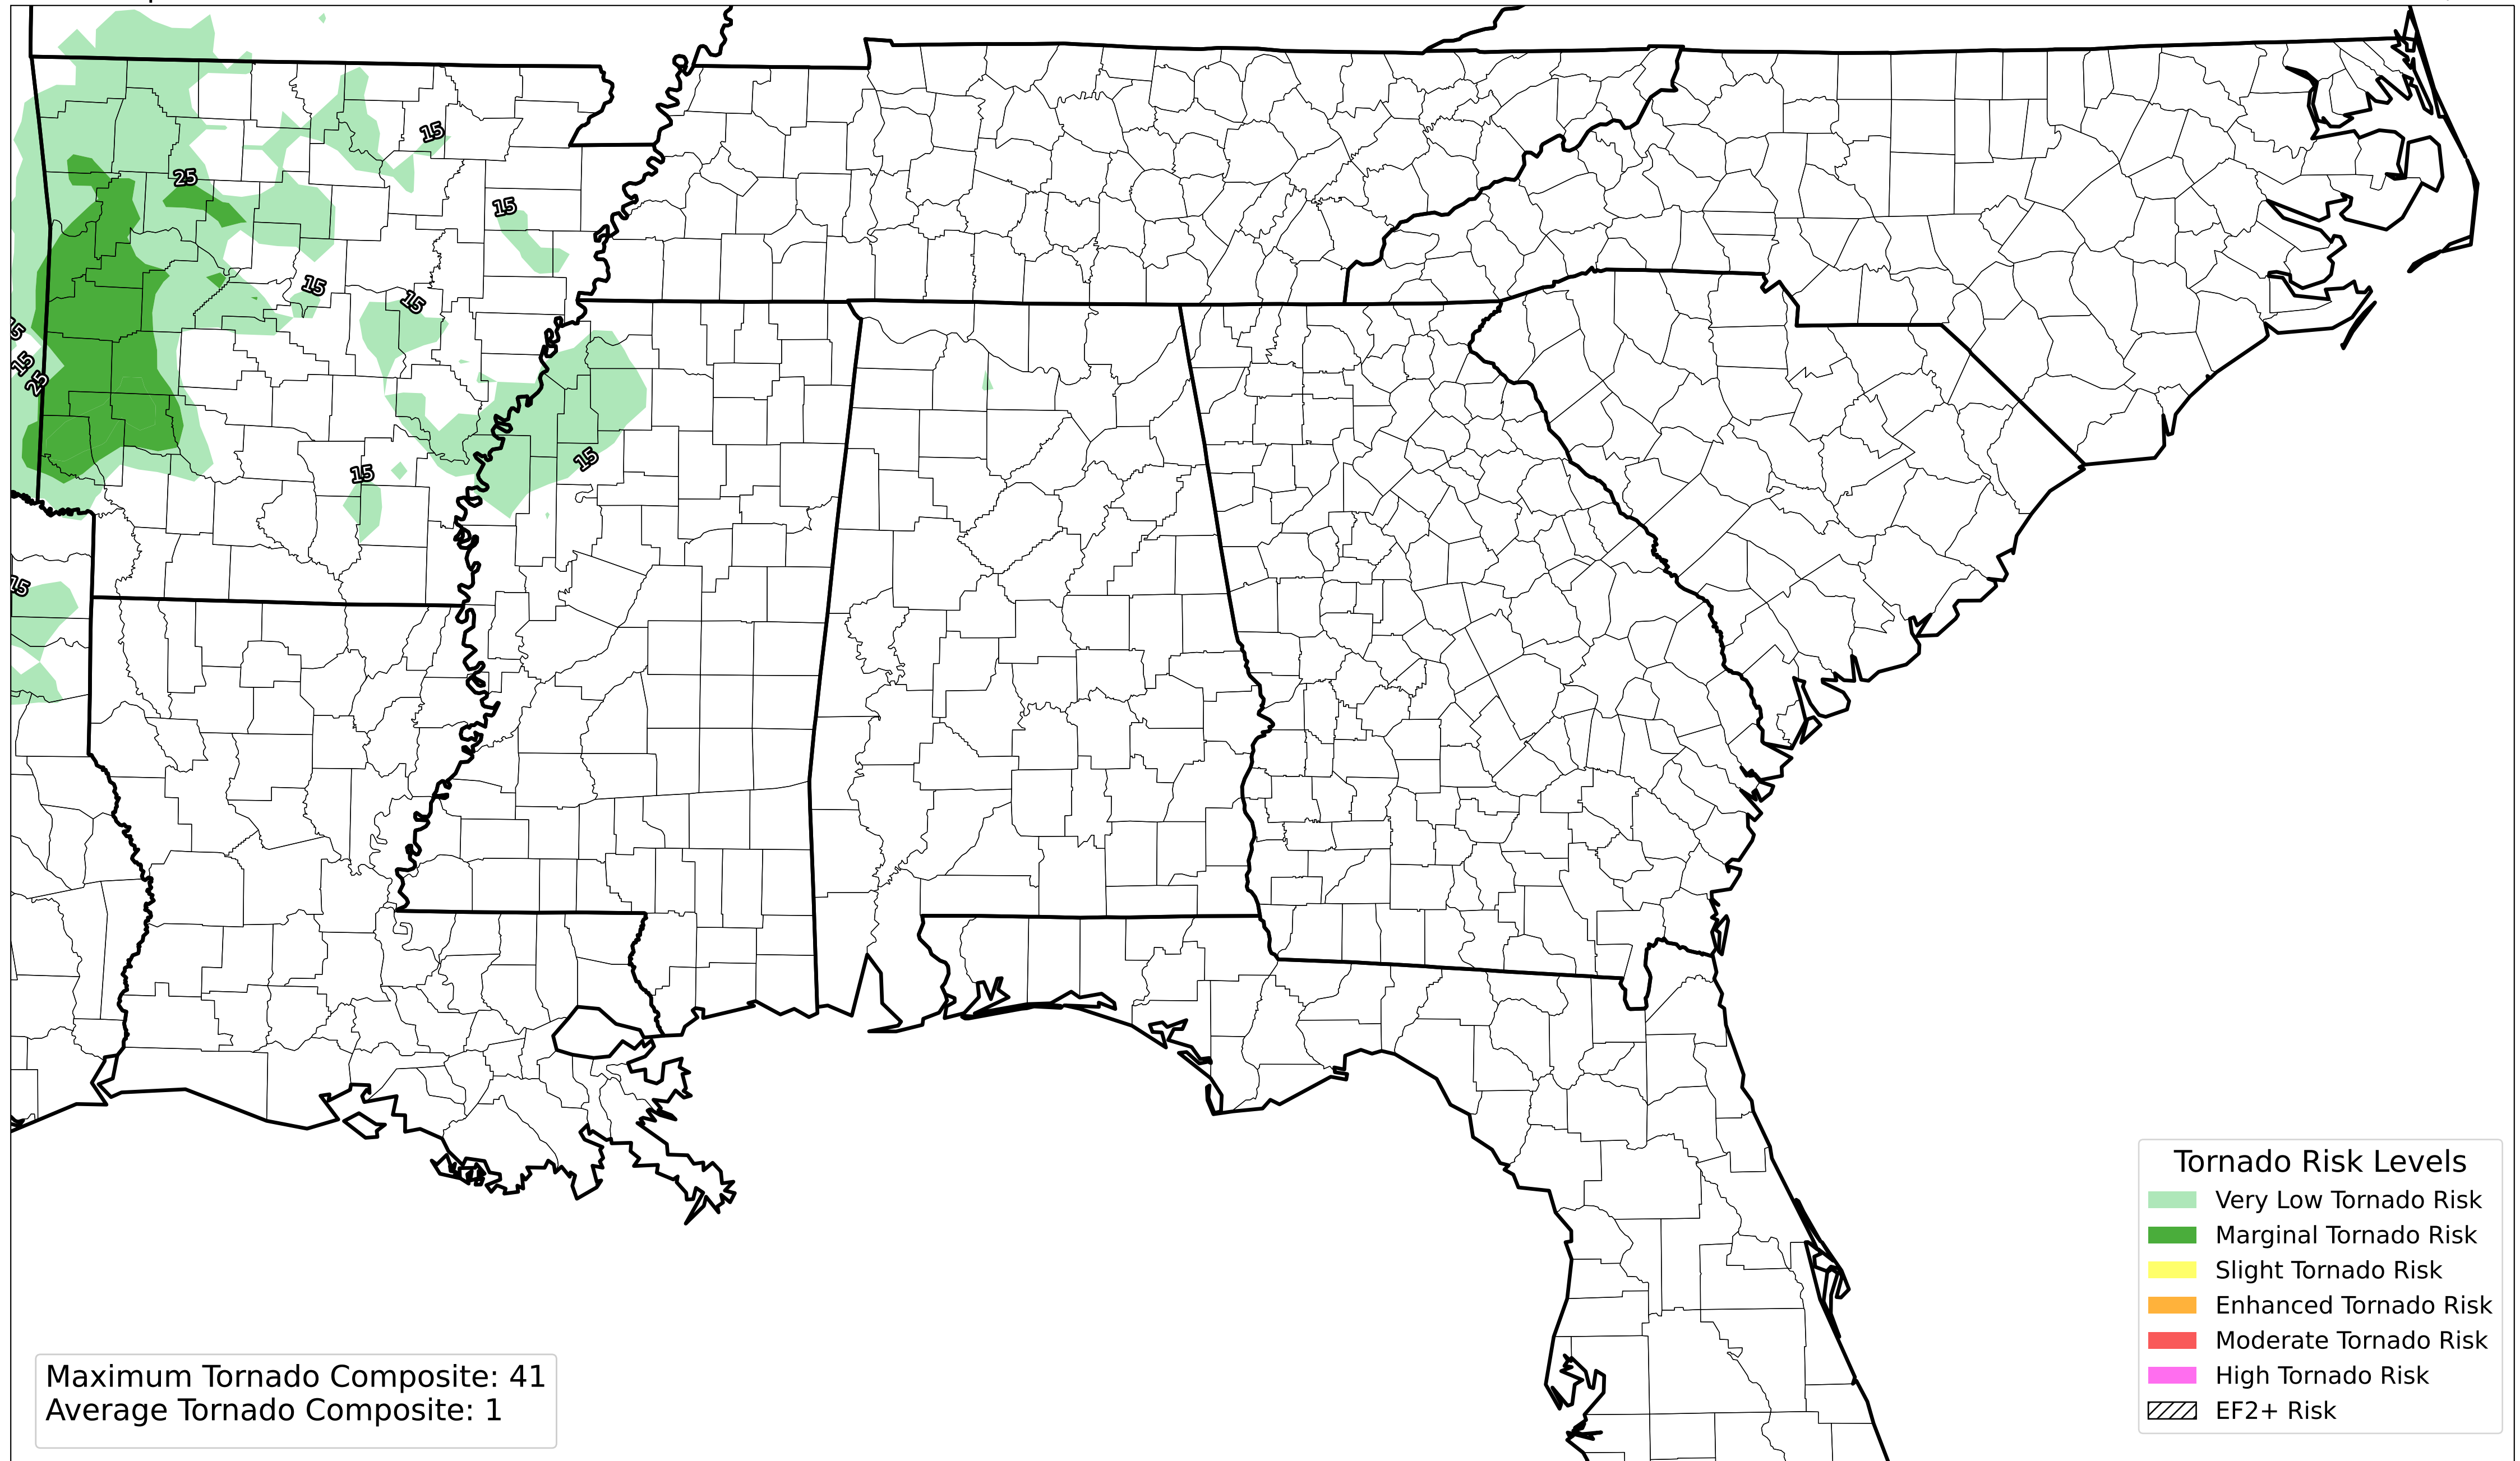 15
25
15
15
15
15
15
25
15
15
15
Tornado Risk Levels
Very Low Tornado Risk
Marginal Tornado Risk
Slight Tornado Risk
Enhanced Tornado Risk
Moderate Tornado Risk
High Tornado Risk
EF2+ Risk
Maximum Tornado Composite: 41
Average Tornado Composite: 1